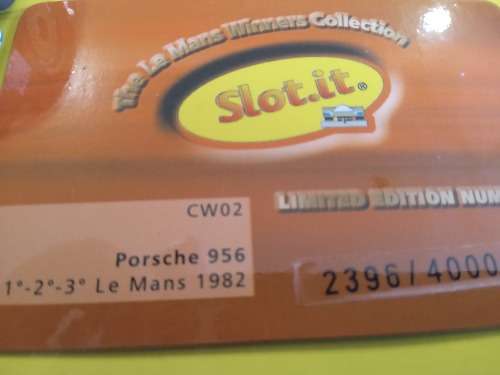 The Le Mans Winners Collection
Slot.it®
CW02
LIMITED EDITION NUM
Porsche 956
1°-2°-3° Le Mans 1982
2396/4000